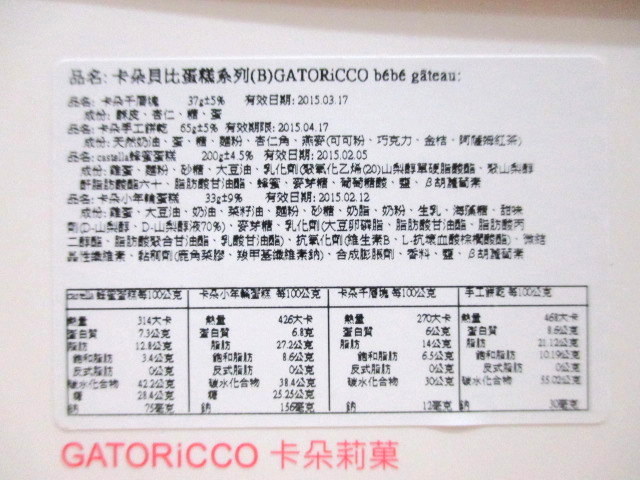 品名: 卡朵貝比蛋糕系列(B)GATORiCCO bébé gâteau:
品名: 卡朵千層塊 37g±5% 有效日期:2015.03.17
成份: 麩皮、杏仁、糖、蛋
品名:卡朵手工餅乾 65g±5% 有效期限:2015.04.17
成份:天然奶油、蛋、糖、麵粉、杏仁角、燕麥(可可粉、巧克力、金桔、阿薩姆紅茶)
品名:castella蜂蜜蛋糕 200g±4.5% 有效日期:2015.02.05
成份:雞蛋、麵粉、砂糖、大豆油、乳化劑(聚氧化乙烯(20)山梨醇單硬脂酸酯、聚山梨醇
酐脂肪酸酯六十、脂肪酸甘油酯、蜂蜜、麥芽糖、葡萄糖酸、鹽、β胡蘿蔔素
品名:卡朵小年輪蛋糕 33g±9% 有效日期:2015.02.12
成份:雞蛋、大豆油、奶油、菜籽油、麵粉、砂糖、奶脂、奶粉、生乳、海藻糖、甜味
劑(D-山梨醇、D-山梨醇液70%)、麥芽糖、乳化劑(大豆卵磷脂、脂肪酸甘油酯、脂肪酸丙
二醇酯、脂肪酸聚合甘油酯、乳酸甘油酯)、抗氧化劑(維生素B、L-抗壞血酸棕櫚酸酯)、微結
晶性纖維素、黏稠劑(鹿角菜膠、羧甲基纖維素鈉)、合成膨脹劑、香料、鹽、β胡蘿蔔素
castella蜂蜜蛋糕每100公克 卡朵小年輪蛋糕 每100公克 卡朵千層塊 每100公克 手工餅乾 每100公克
熱量 314大卡 熱量 426大卡 熱量 270大卡 熱量 468大卡
蛋白質 7.3公克 蛋白質 6.8克 蛋白質 6公克 蛋白質 8.6公克
脂肪 12.8公克 脂肪 27.2公克 脂肪 14公克 脂肪 21.12公克
飽和脂肪 3.4公克 飽和脂肪 8.6公克 飽和脂肪 6.5公克 飽和脂肪 10.19公克
反式脂肪 0公克 反式脂肪 0公克 反式脂肪 0公克 反式脂肪 0公克
碳水化合物 42.2公克 碳水化合物 38.4公克 碳水化合物 30公克 碳水化合物 55.02公克
糖 28.4公克 糖 25.25公克
鈉 75毫克 鈉 156毫克 鈉 12毫克 鈉 30毫克
GATORiCCO 卡朵莉菓